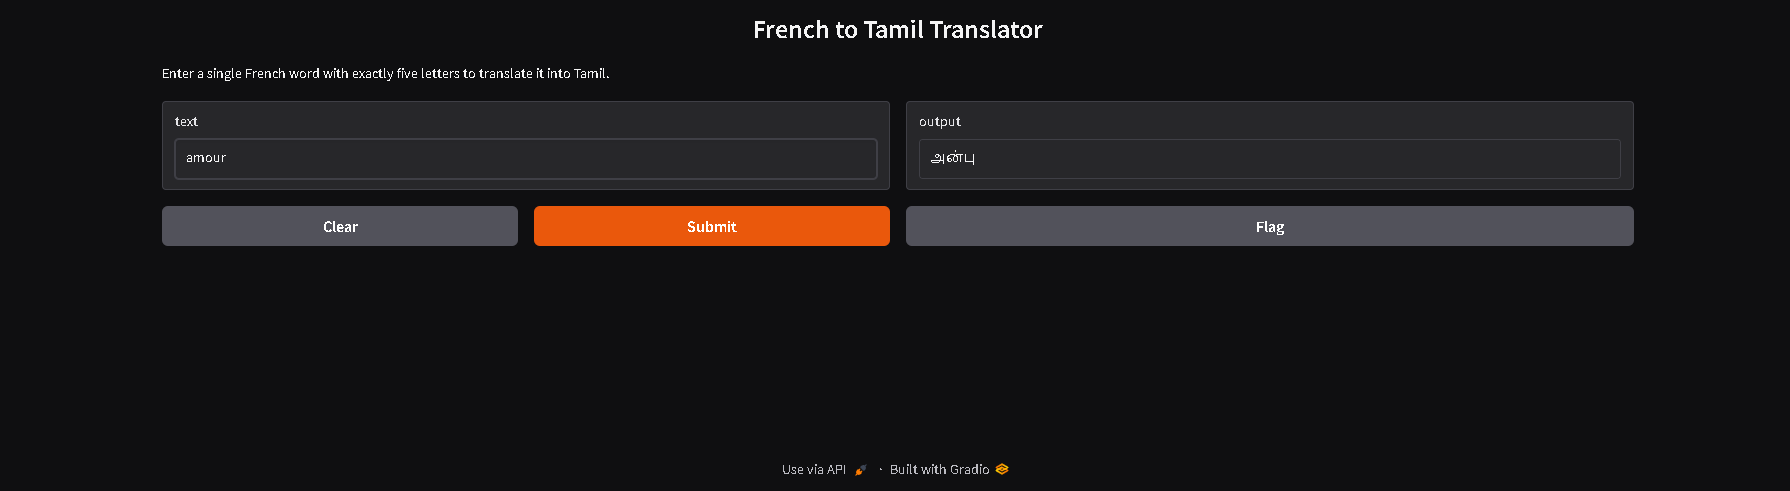 French to Tamil Translator
Enter a single French word with exactly five letters to translate it into Tamil.
text
amour
output
அன்பு
Clear
Submit
Flag
Use via API · Built with Gradio